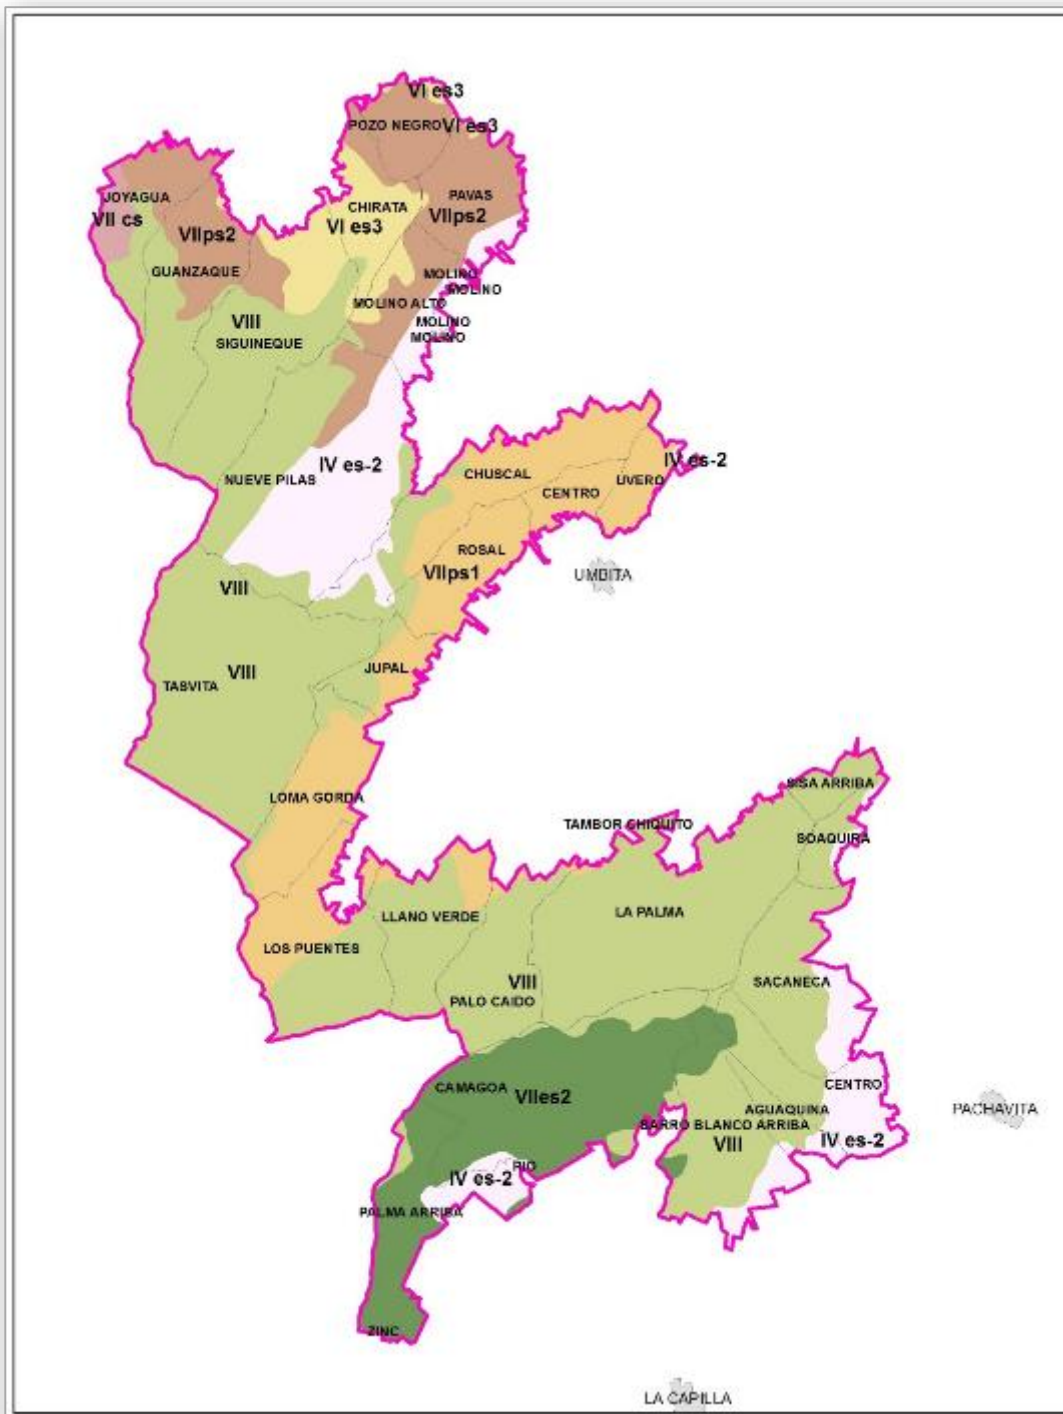 VI es3
POZO NEGRO VI es3
JOYAGUA
PAVAS
CHIRATA
VII cs
VIIps2
VIIps2
VI es3
GUANZAQUE
MOLINO
MOLINO
MOLINO ALTO
MOLINO
VIII
MOLINO
SIGUINEQUE
IV es-2
IV es-2
CHUSCAL
NUEVE PILAS
UVERO
CENTRO
ROSAL
VIIps1
UMBITA
VIII
JUPAL
VIII
TASVITA
SISA ARRIBA
LOMA GORDA
TAMBOR CHIQUITO
SOAQUIRA
LA PALMA
LLANO VERDE
LOS PUENTES
VIII
SACANECA
PALO CAIDO
CENTRO
CAMAGOA
VIIes2
AGUAQUINA
PACHAVITA
BARRO BLANCO ARRIBA
VIII
IV es-2
RIO
IV es-2
PALMA ARRIBA
ZINC
LA CAPILLA